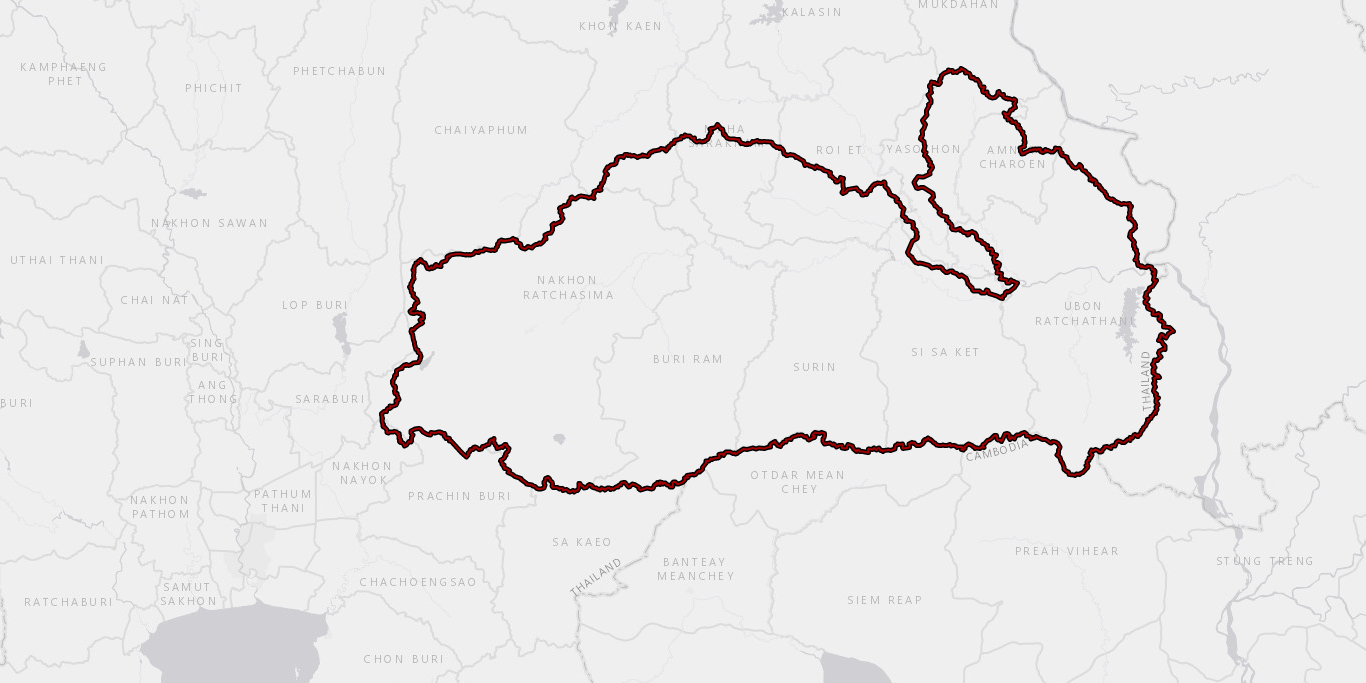 MUKDAHAN
KALASIN
KHON KAEN
KAMPHAENG
PHET
PHETCHABUN
PHICHIT
CHAIYAPHUM
ROI ET
YASOTHON
CHAROEN
NAKHON SAWAN
UTHAI THANI
CHAI NAT
LOP BURI
NAKHON
RATCHASIMA
UBON
RATCHATHANI
SING
BURI
SUPHAN BURI
BURI RAM
SURIN
SI SA KET
THAILAND
ANG
THONG
SARABURI
BURI
CAMBODIA
NAKHON
NAYOK
OTDAR MEAN
CHEY
PRACHIN BURI
PATHUM
THANI
NAKHON
PATHOM
SA KAEO
PREAH VIHEAR
STUNG TRENG
BANTEAY
MEANCHEY
THAILAND
CHACHOENGSAO
SAMUT
SAKHON
RATCHABURI
SIEM REAP
CHON BURI